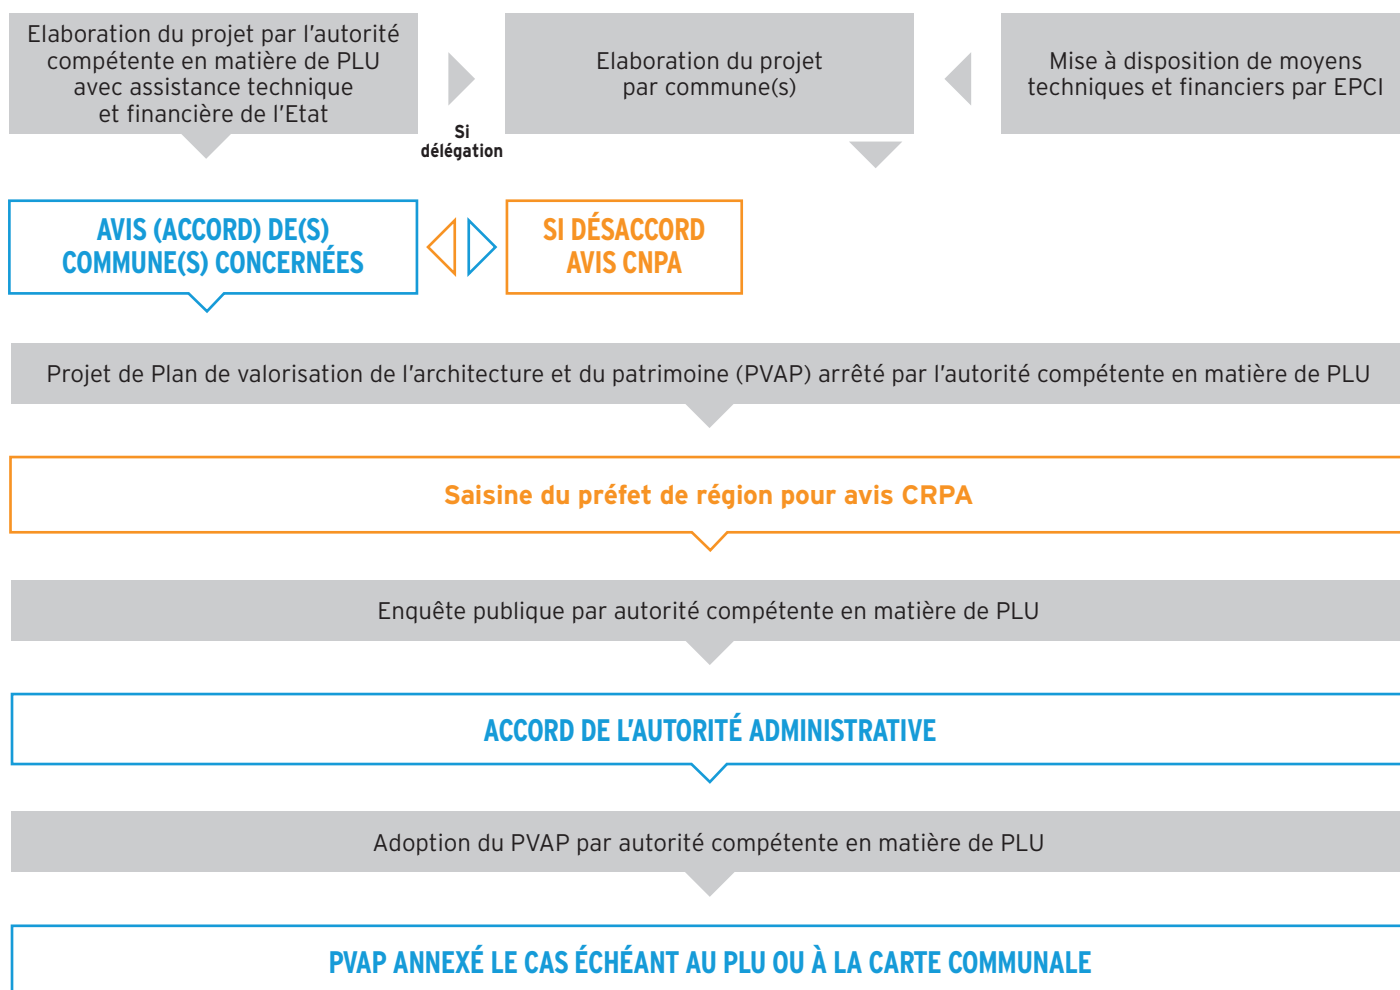 Elaboration du projet par l'autorité
compétente en matière de PLU
avec assistance technique
et financière de l'Etat
Si
délégation
Elaboration du projet
par commune(s)
Mise à disposition de moyens
techniques et financiers par EPCI
AVIS (ACCORD) DE(S)
COMMUNE(S) CONCERNÉES
SI DÉSACCORD
AVIS CNPA
Projet de Plan de valorisation de l'architecture et du patrimoine (PVAP) arrêté par l'autorité compétente en matière de PLU
Saisine du préfet de région pour avis CRPA
Enquête publique par autorité compétente en matière de PLU
ACCORD DE L'AUTORITÉ ADMINISTRATIVE
Adoption du PVAP par autorité compétente en matière de PLU
PVAP ANNEXÉ LE CAS ÉCHÉANT AU PLU OU À LA CARTE COMMUNALE